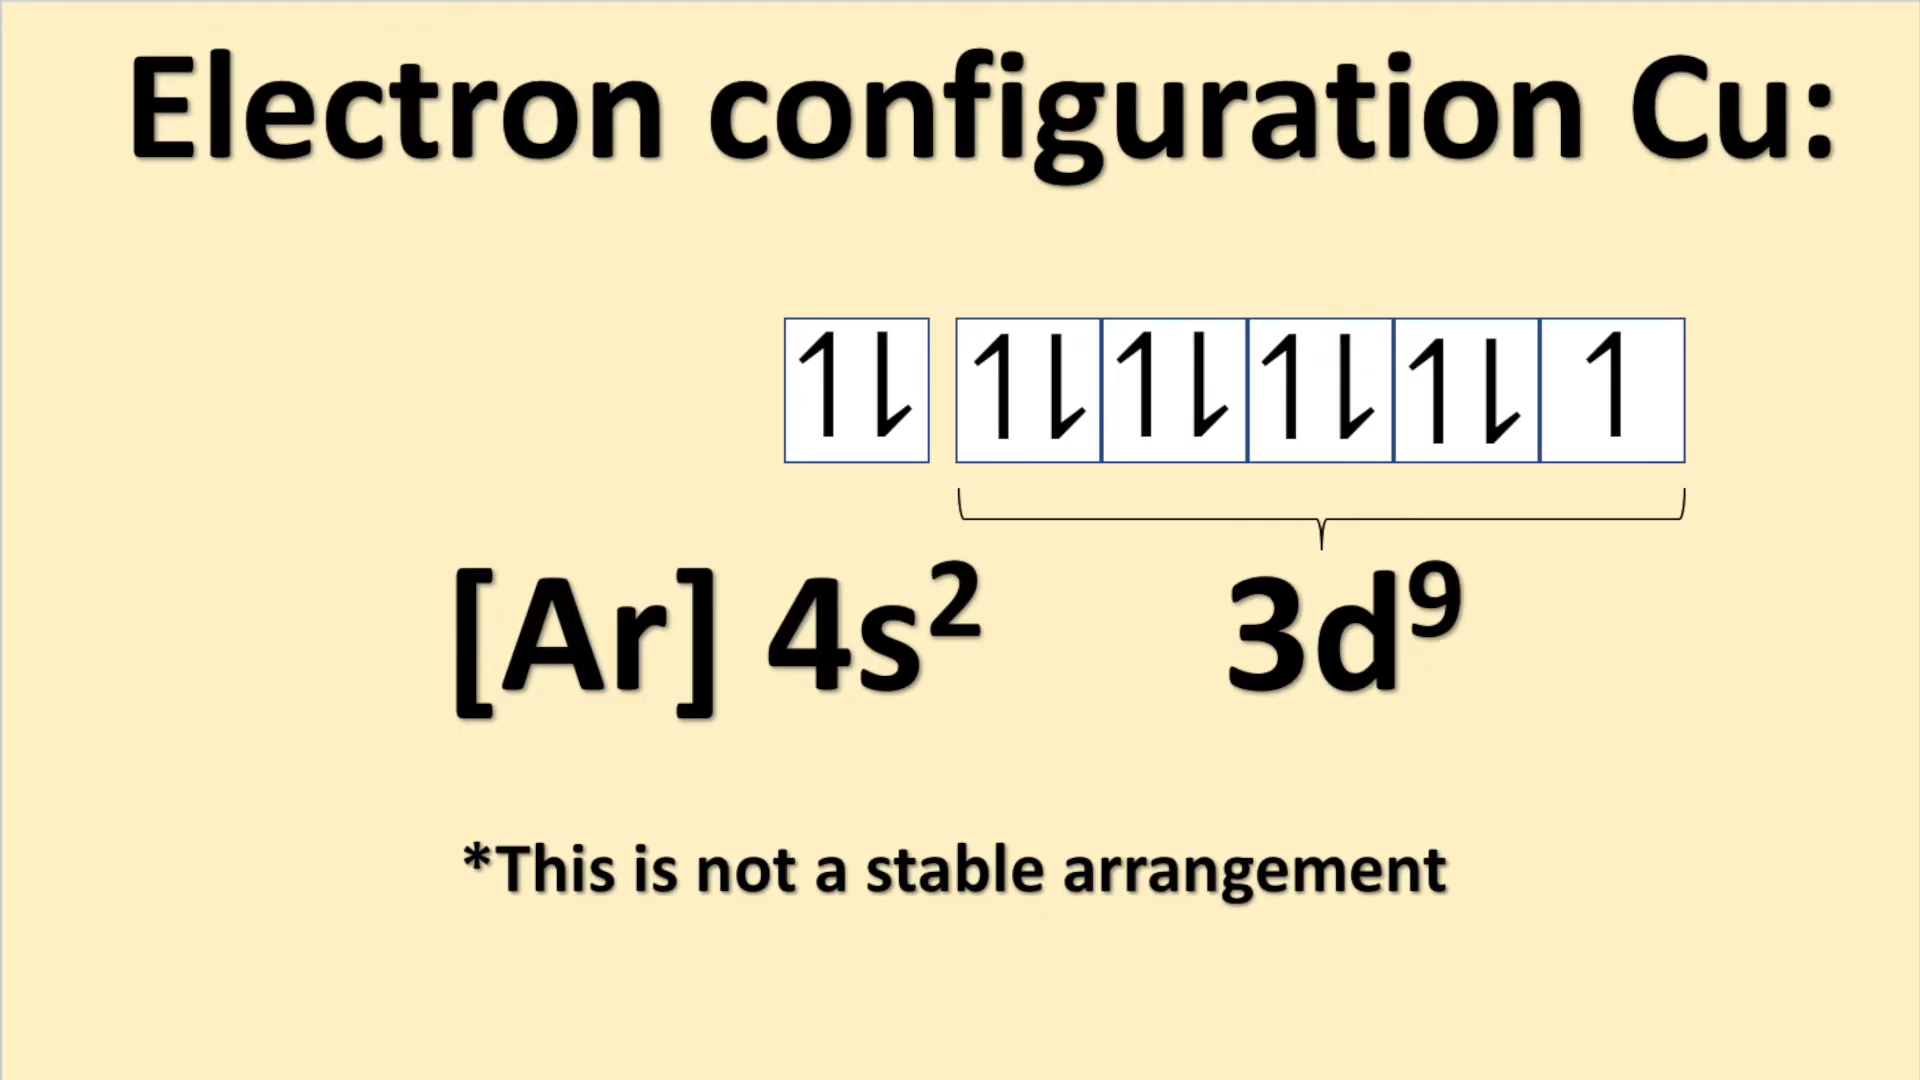 Electron configuration Cu:
↿⇂ ↿⇂ ↿⇂ ↿⇂ ↿⇂ ↿
[Ar] 4s² 3d⁹
*This is not a stable arrangement